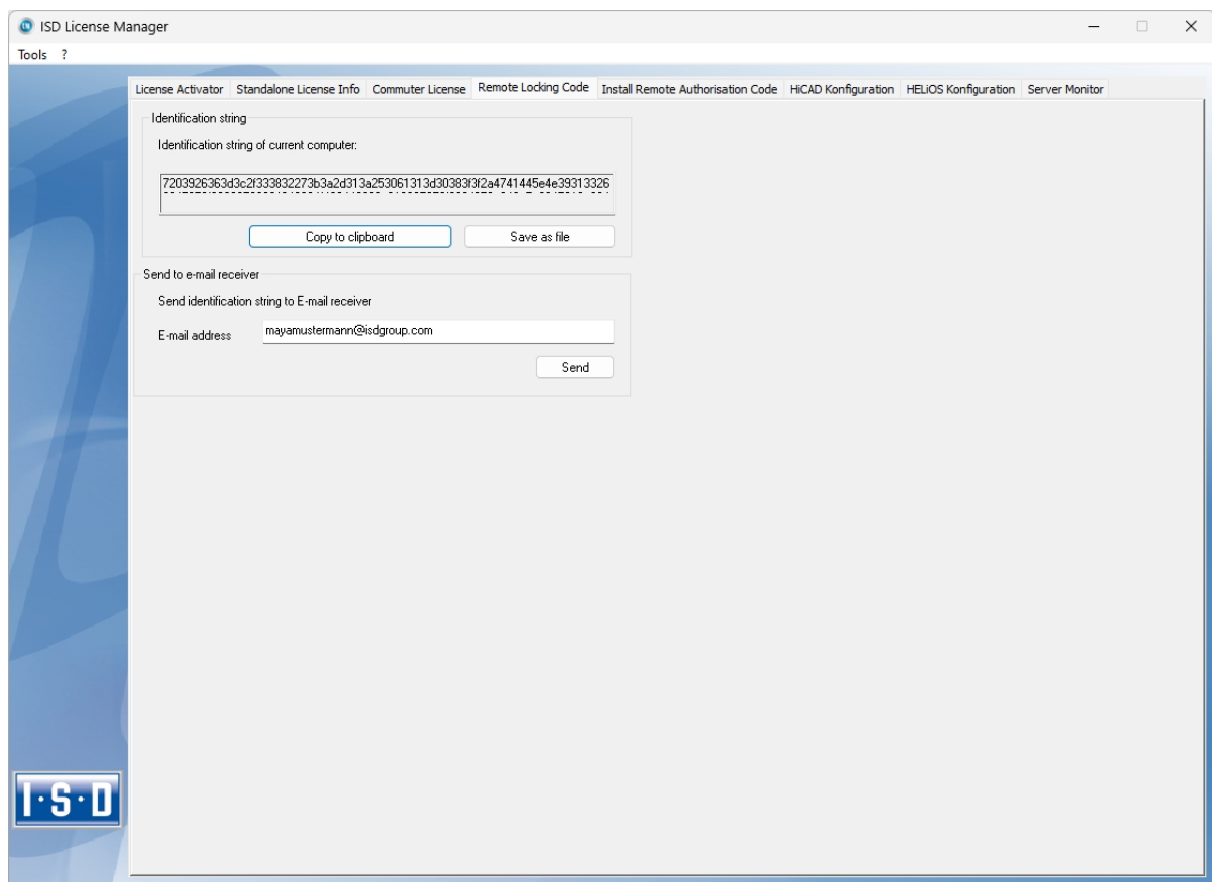 ISD License Manager
Tools ?
License Activator Standalone License Info Commuter License Remote Locking Code Install Remote Authorisation Code HiCAD Konfiguration HELiOS Konfiguration Server Monitor
Identification string
Identification string of current computer:
7203926363d3c2f333832273b3a2d313a253061313d30383f3f2a4741445e4e39313326
Copy to clipboard Save as file
Send to e-mail receiver
Send identification string to E-mail receiver
E-mail address mayamustermann@isdgroup.com
Send
I·S·D